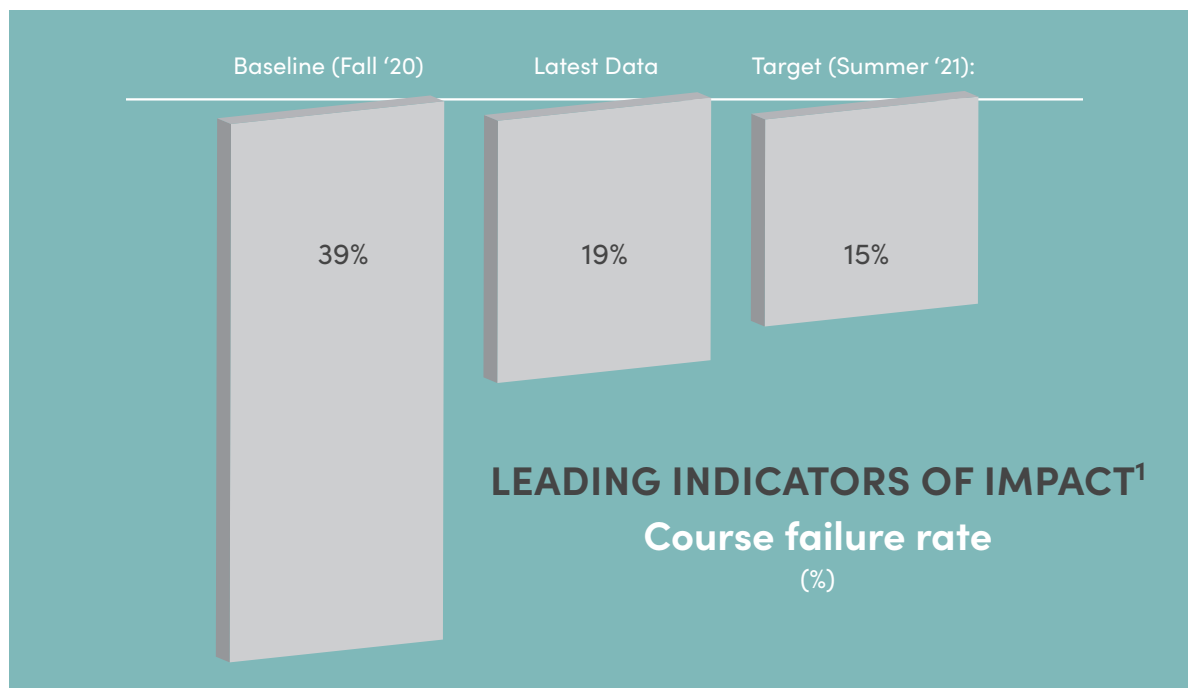 Baseline (Fall ‘20)
Latest Data
Target (Summer ‘21):
39%
19%
15%
LEADING INDICATORS OF IMPACT¹
Course failure rate
(%)